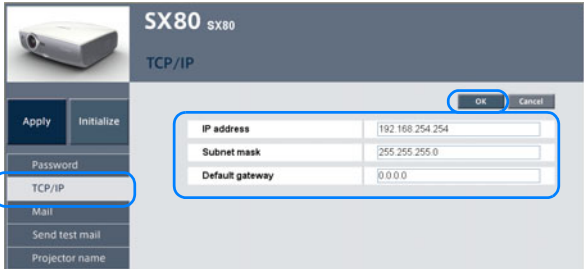 SX80 SX80
TCP/IP
OK Cancel
Apply Initialize
IP address 192.168.254.254
Subnet mask 255.255.255.0
Default gateway 0.0.0.0
Password
TCP/IP
Mail
Send test mail
Projector name